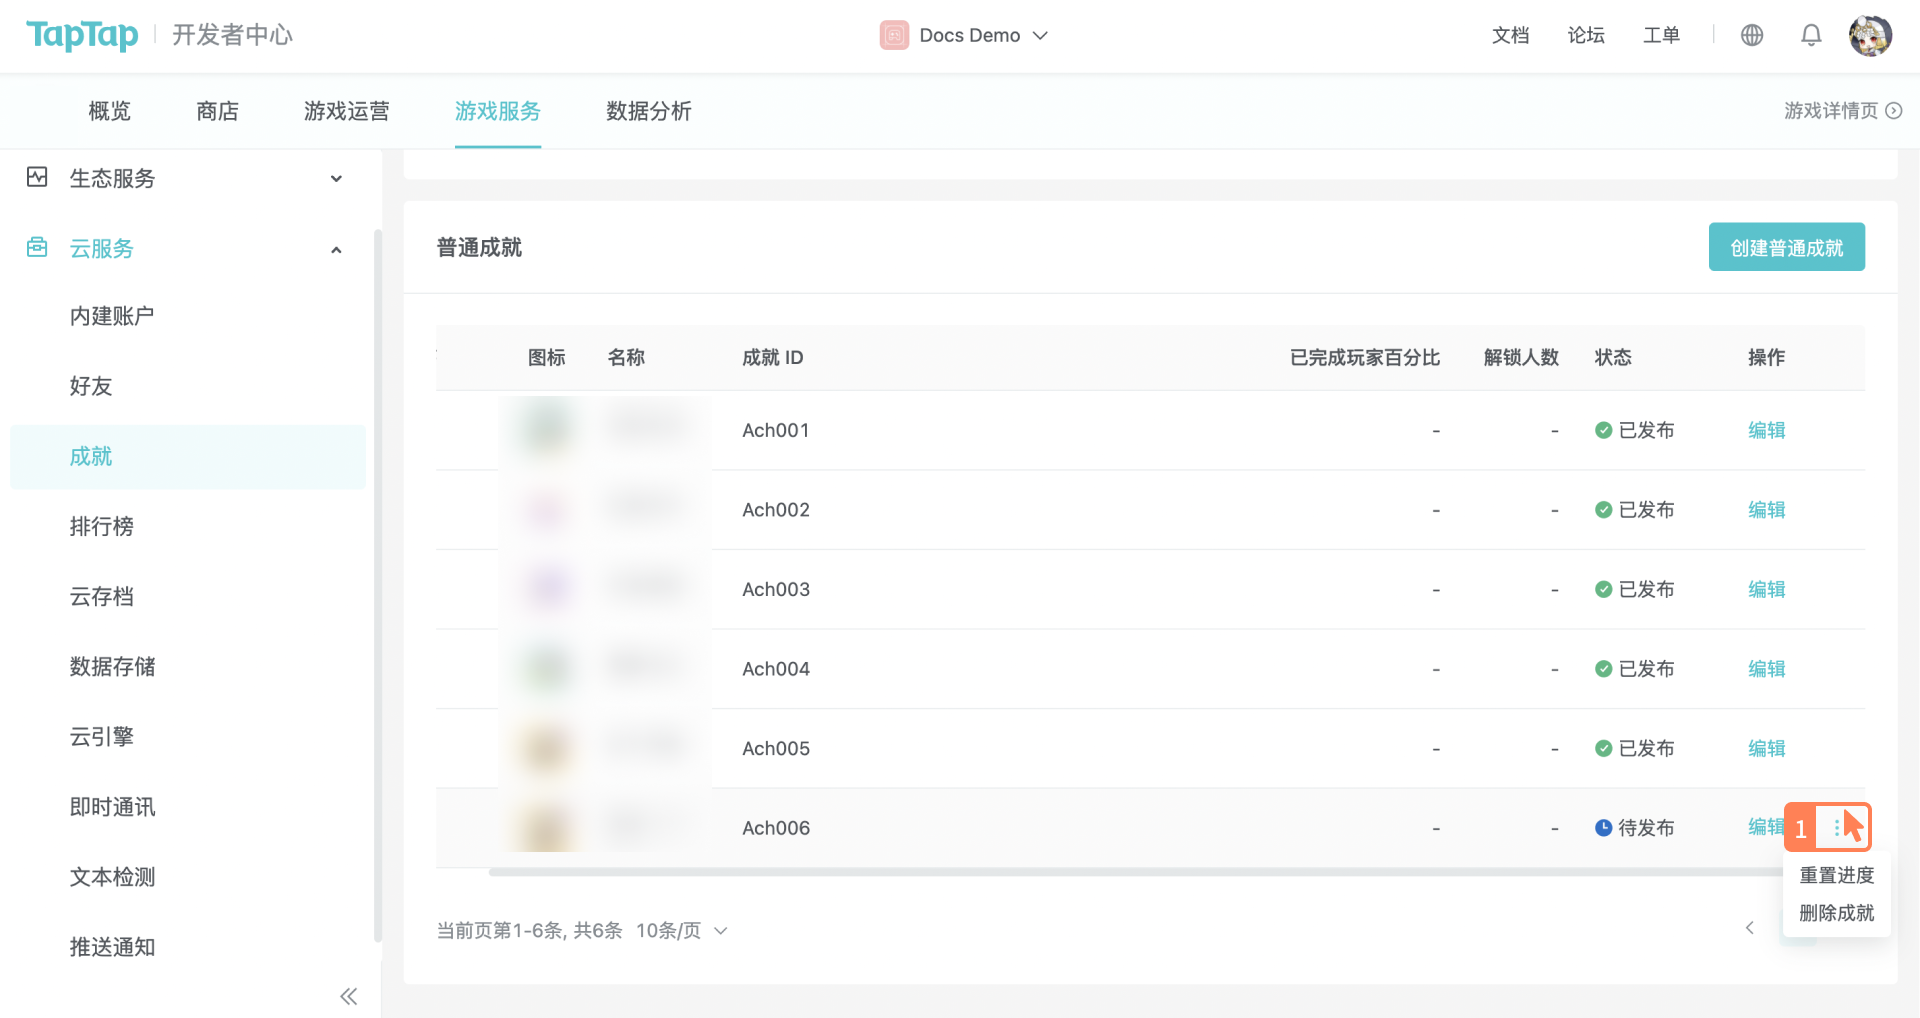 TapTap 开发者中心
Docs Demo
文档 论坛 工单
概览 商店 游戏运营 游戏服务 数据分析 游戏详情页
生态服务
云服务
内建账户
好友
成就
排行榜
云存档
数据存储
云引擎
即时通讯
文本检测
推送通知
普通成就 创建普通成就
图标 名称 成就 ID 已完成玩家百分比 解锁人数 状态 操作
Ach001 - - 已发布 编辑
Ach002 - - 已发布 编辑
Ach003 - - 已发布 编辑
Ach004 - - 已发布 编辑
Ach005 - - 已发布 编辑
Ach006 - - 待发布 编辑 1
重置进度
删除成就
当前页第1-6条, 共6条 10条/页